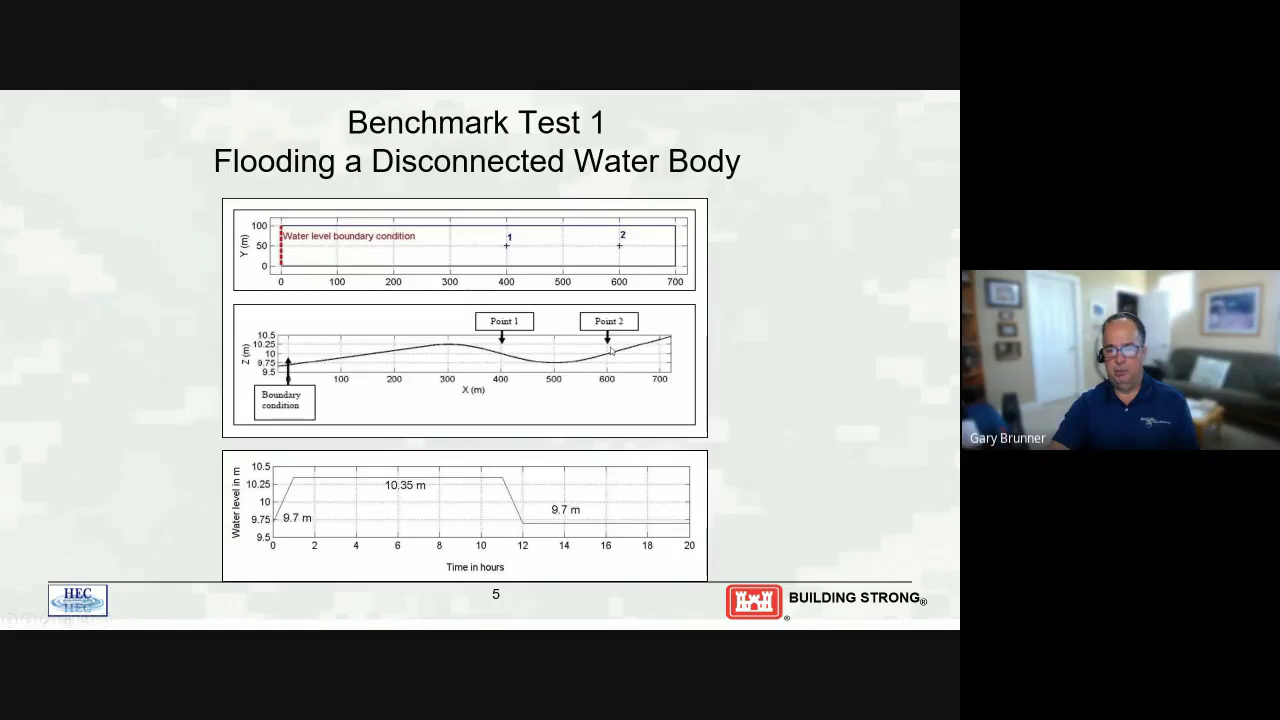 Benchmark Test 1
Flooding a Disconnected Water Body
Y (m)
100
50
0
Water level boundary condition
1
2
0 100 200 300 400 500 600 700
Point 1
Point 2
Z (m)
10.5
10.25
10
9.75
9.5
100 200 300 400 500 600 700
X (m)
Boundary
condition
Water level in m
10.5
10.25
10
9.75
9.5
10.35 m
9.7 m
9.7 m
0 2 4 6 8 10 12 14 16 18 20
Time in hours
HEC
5
BUILDING STRONG®
®
Gary Brunner